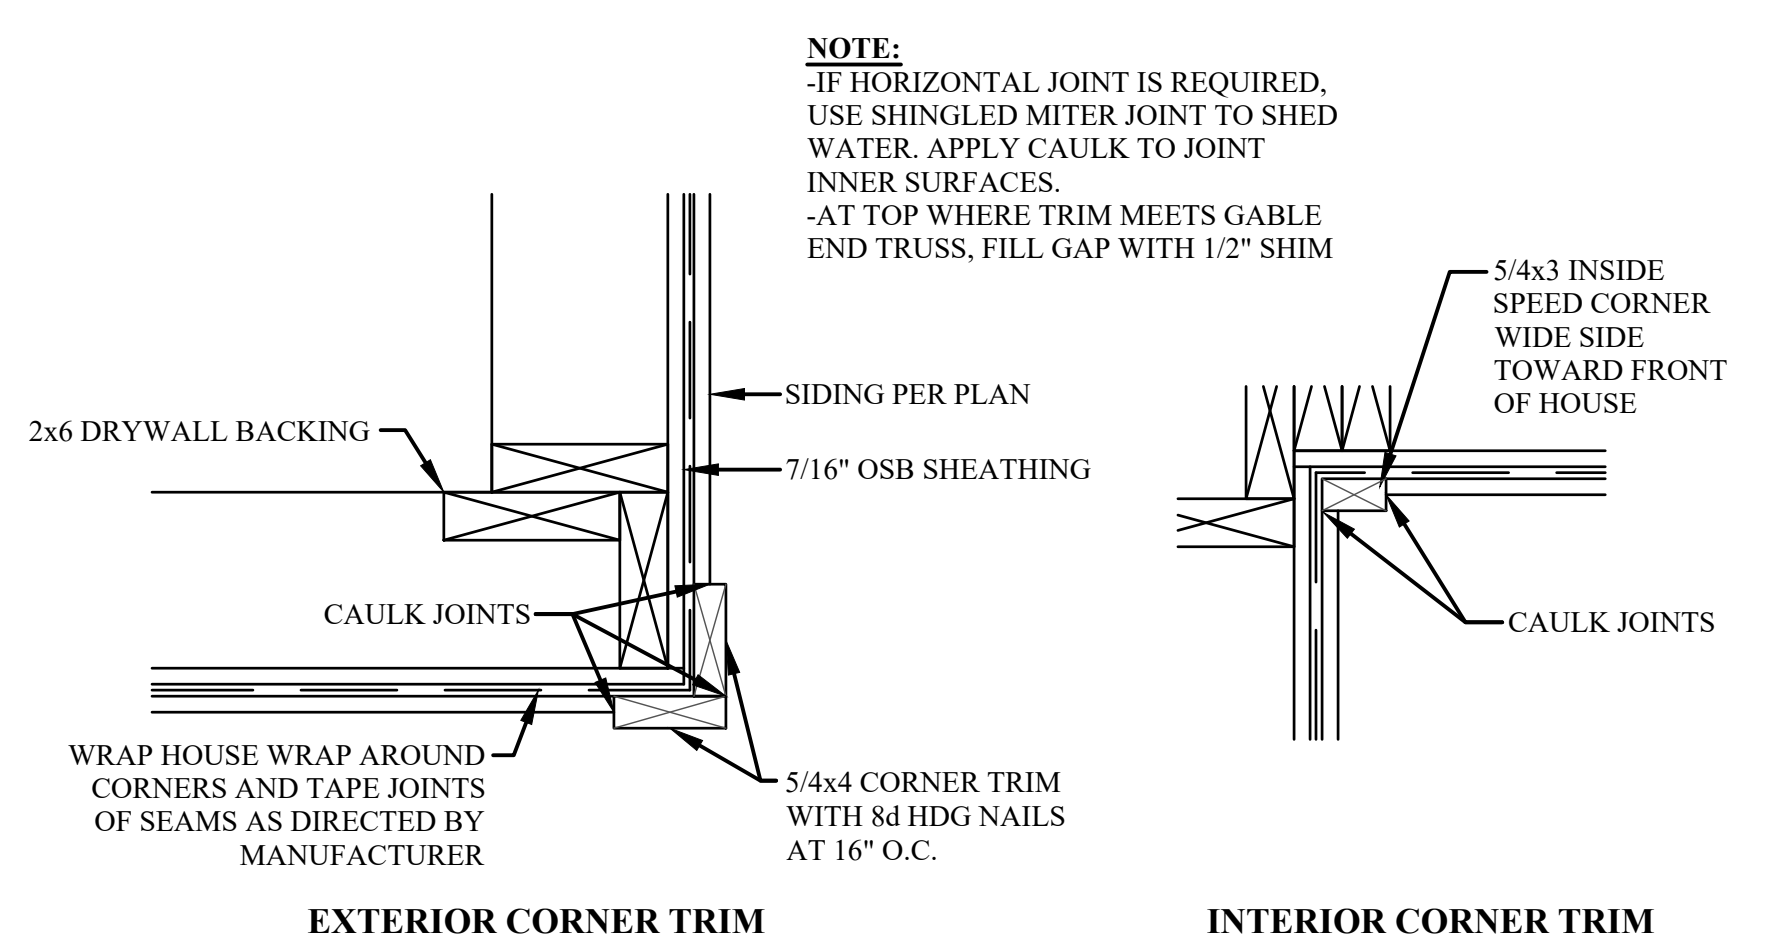 NOTE:
-IF HORIZONTAL JOINT IS REQUIRED,
USE SHINGLED MITER JOINT TO SHED
WATER. APPLY CAULK TO JOINT
INNER SURFACES.
-AT TOP WHERE TRIM MEETS GABLE
END TRUSS, FILL GAP WITH 1/2" SHIM
SIDING PER PLAN
2x6 DRYWALL BACKING
7/16" OSB SHEATHING
CAULK JOINTS
WRAP HOUSE WRAP AROUND
CORNERS AND TAPE JOINTS
OF SEAMS AS DIRECTED BY
MANUFACTURER
5/4x4 CORNER TRIM
WITH 8d HDG NAILS
AT 16" O.C.
EXTERIOR CORNER TRIM
5/4x3 INSIDE
SPEED CORNER
WIDE SIDE
TOWARD FRONT
OF HOUSE
CAULK JOINTS
INTERIOR CORNER TRIM